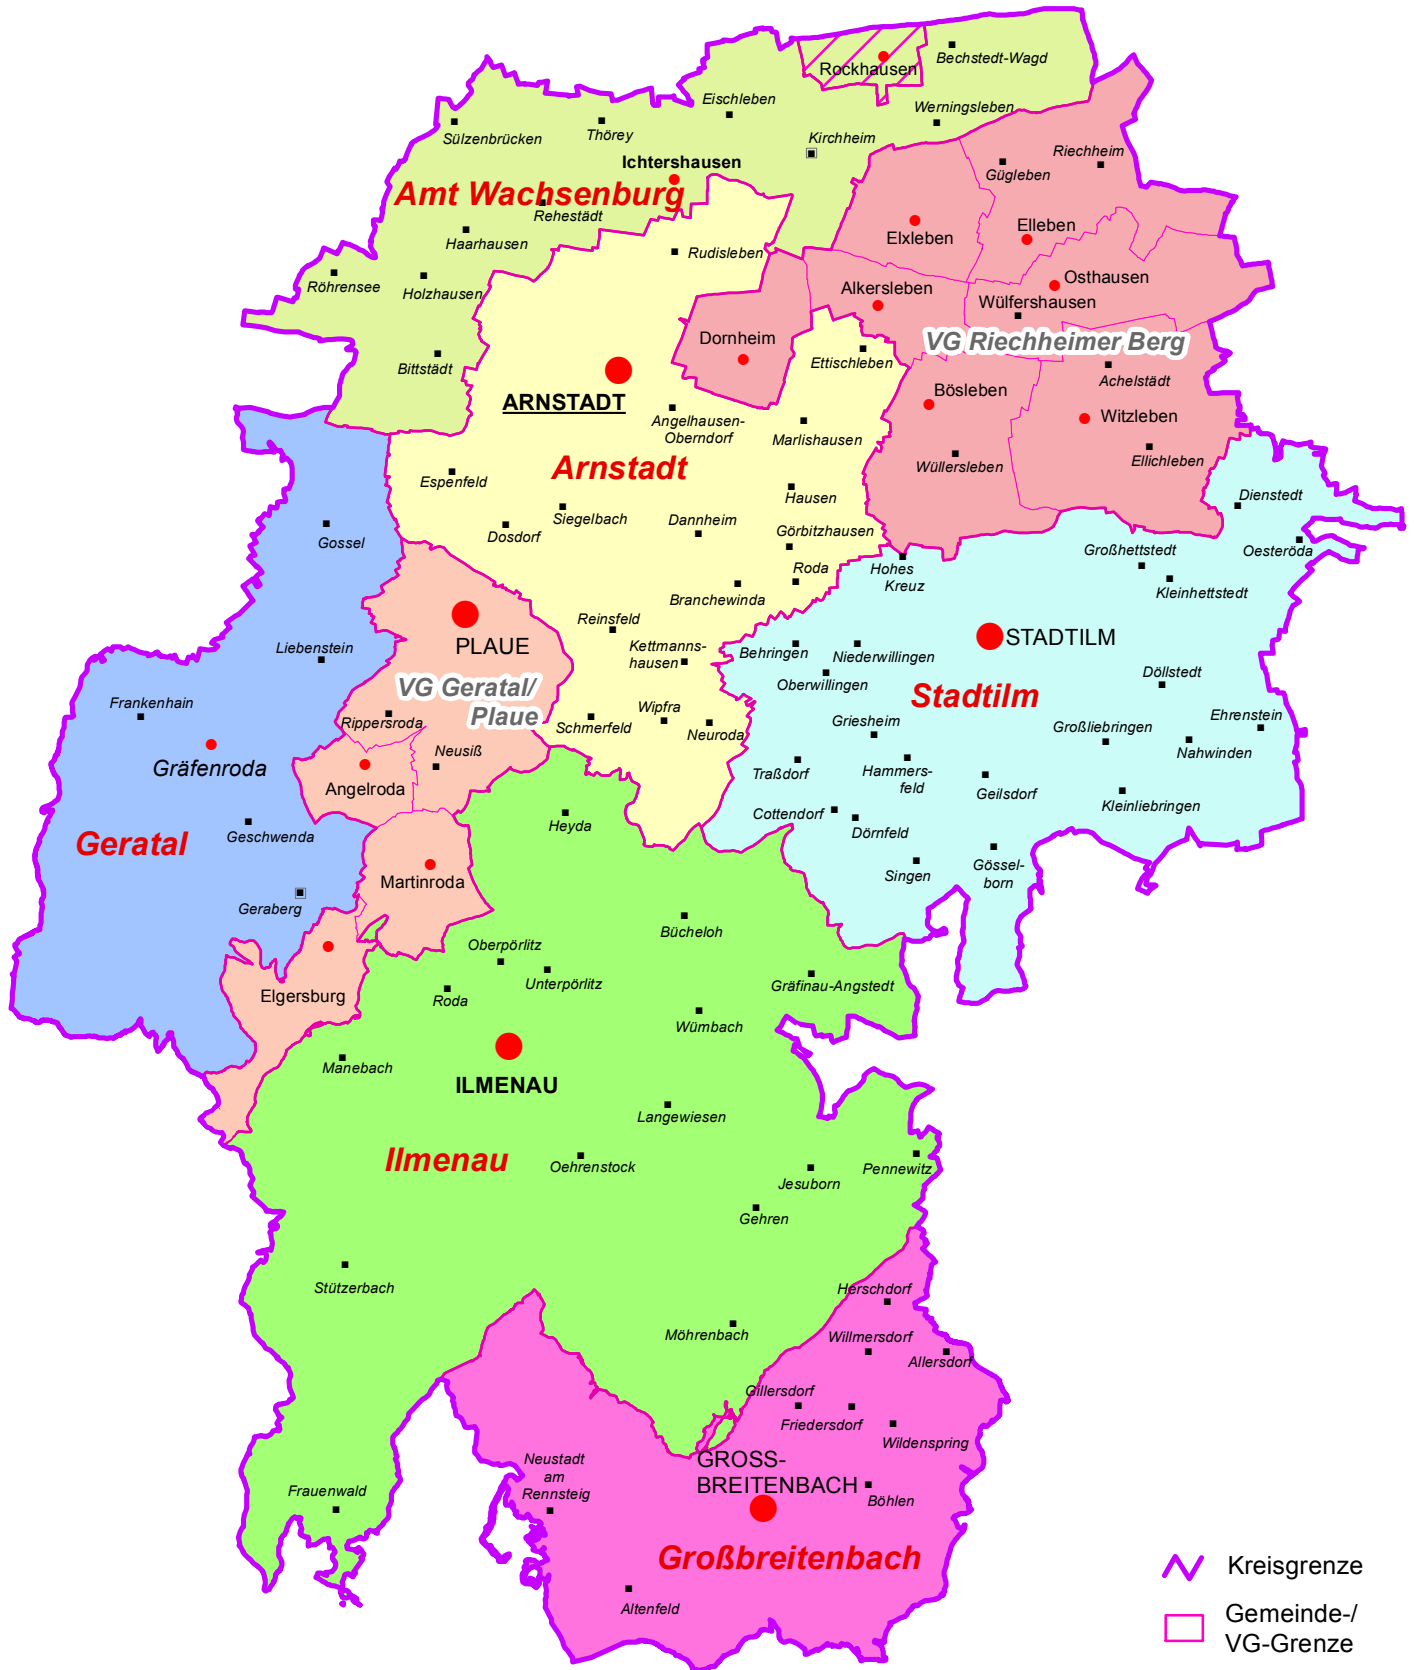 Rockhausen
Bechstedt-Wagd
Eischleben
Werningsleben
Sülzenbrücken
Thörey
Kirchheim
Ichtershausen
Riechheim
Gügleben
Amt Wachsenburg
Rehestädt
Haarhausen
Elxleben
Elleben
Rudisleben
Röhrensee
Holzhausen
Alkersleben
Osthausen
Wülfershausen
Dornheim
VG Riechheimer Berg
Ettischleben
Bittstädt
Achelstädt
ARNSTADT
Bösleben
Angelhausen-
Oberndorf
Marlishausen
Witzleben
Arnstadt
Espenfeld
Wüllersleben
Ellichleben
Hausen
Dienstedt
Siegelbach
Dannheim
Görbitzhausen
Dosdorf
Gossel
Großhettstedt
Oesteröda
Roda
Hohes
Kreuz
Kleinhettstedt
Branchewinda
Reinsfeld
PLAUE
STADTILM
Liebenstein
Kettmanns-
hausen
Behringen
Niederwillingen
Oberwillingen
Döllstedt
VG Geratal/
Plaue
Stadtilm
Frankenhain
Rippersroda
Schmerfeld
Wipfra
Neuroda
Griesheim
Großliebringen
Ehrenstein
Nahwinden
Gräfenroda
Neusiß
Angelroda
Traßdorf
Hammers-
feld
Geilsdorf
Kleinliebringen
Cottendorf
Dörnfeld
Heyda
Geschwenda
Geratal
Singen
Gössel-
born
Martinroda
Geraberg
Bücheloh
Oberpörlitz
Unterpörlitz
Gräfinau-Angstedt
Elgersburg
Roda
Wümbach
Manebach
ILMENAU
Langewiesen
Ilmenau
Oehrenstock
Jesuborn
Pennewitz
Gehren
Stützerbach
Herschdorf
Möhrenbach
Willmersdorf
Allersdorf
Gillersdorf
Friedersdorf
Wildenspring
GROSS-
BREITENBACH
Neustadt
am
Rennsteig
Frauenwald
Böhlen
Großbreitenbach
Altenfeld
Kreisgrenze
Gemeinde-/
VG-Grenze